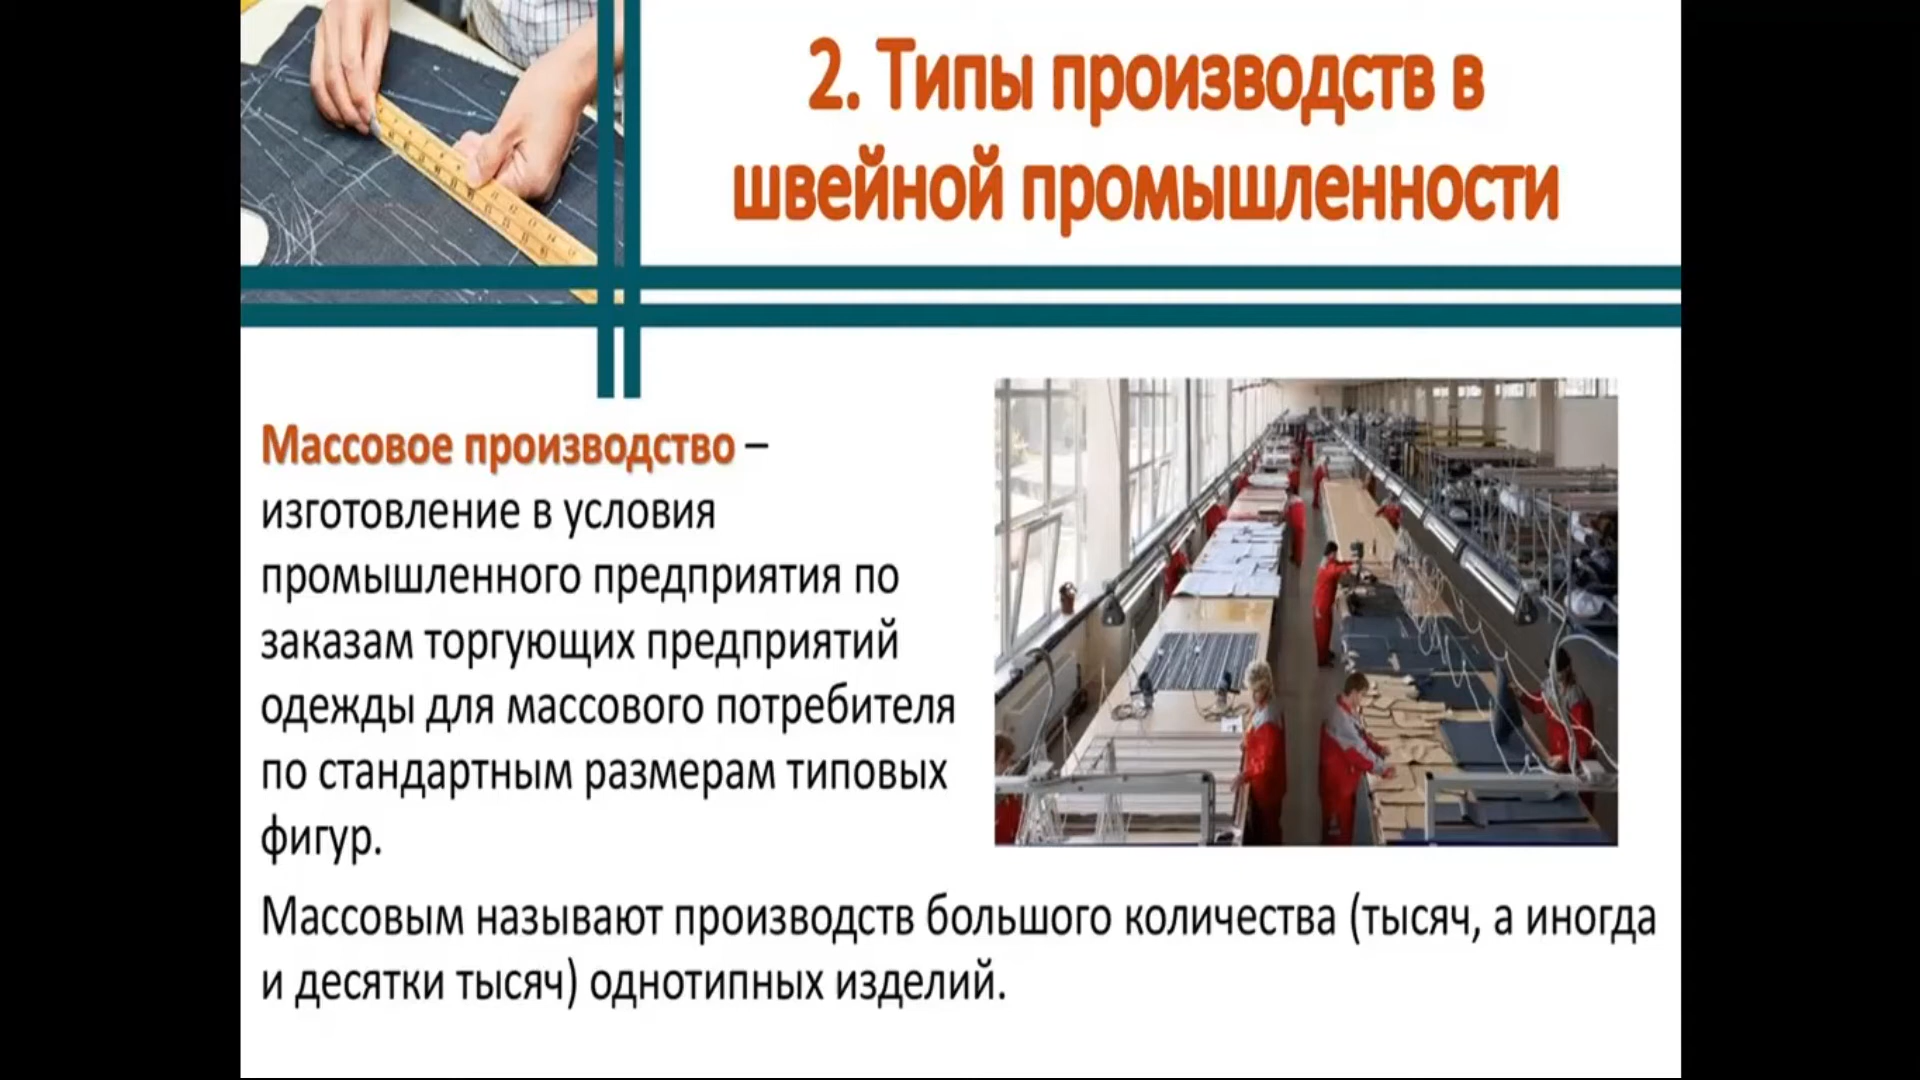 2. Типы производств в
швейной промышленности
Массовое производство –
изготовление в условия
промышленного предприятия по
заказам торгующих предприятий
одежды для массового потребителя
по стандартным размерам типовых
фигур.
Массовым называют производств большого количества (тысяч, а иногда
и десятки тысяч) однотипных изделий.